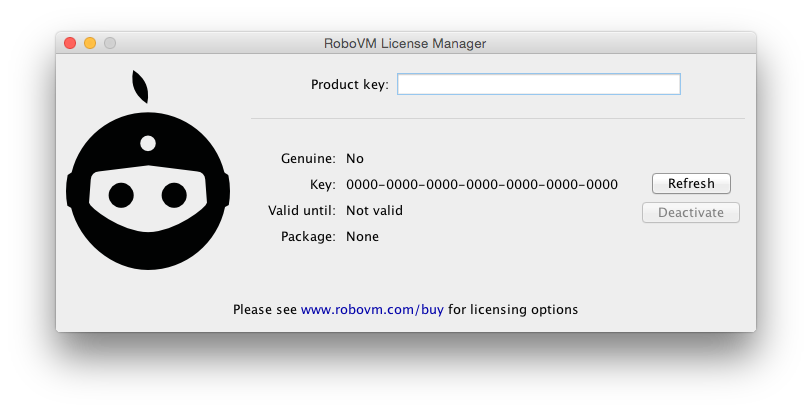 RoboVM License Manager
Product key:
Genuine: No
Key: 0000-0000-0000-0000-0000-0000-0000
Refresh
Valid until: Not valid
Deactivate
Package: None
Please see www.robovm.com/buy for licensing options